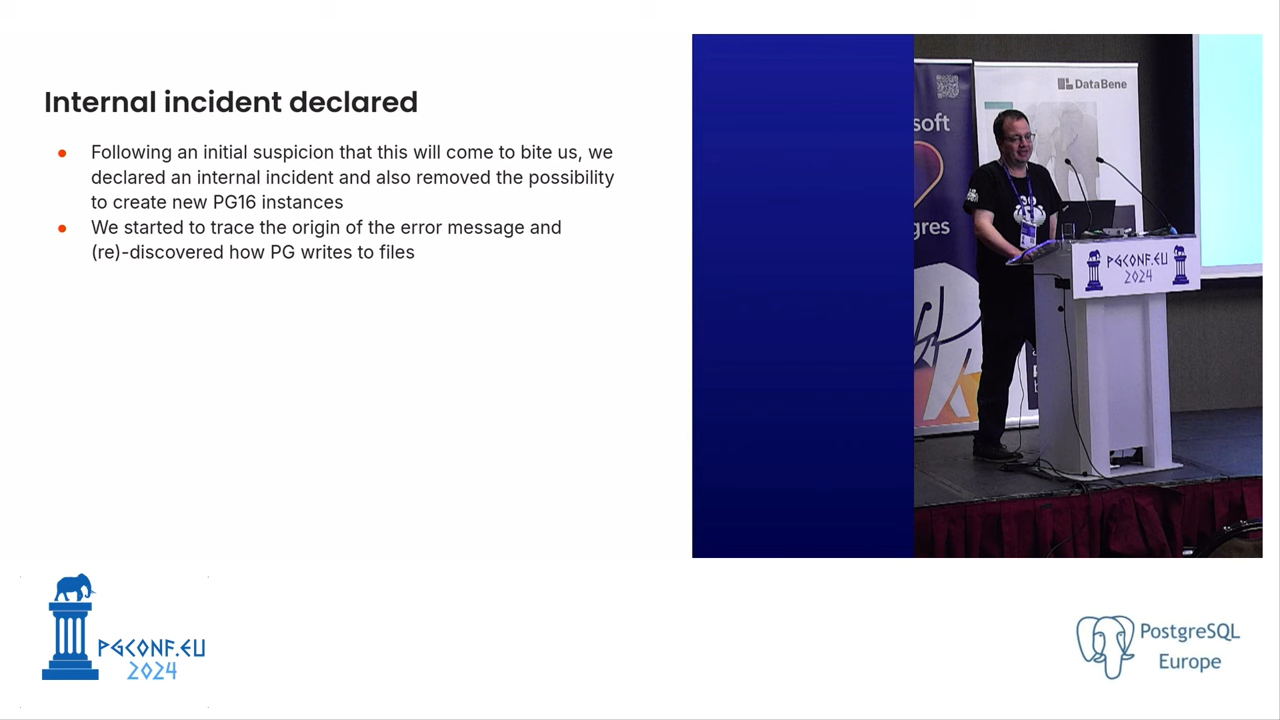 Internal incident declared
● Following an initial suspicion that this will come to bite us, we
declared an internal incident and also removed the possibility
to create new PG16 instances
● We started to trace the origin of the error message and
(re)-discovered how PG writes to files
DataBene
soft
gres
PGCONF.EU
2024
PGCONF.EU
2024
PostgreSQL
Europe